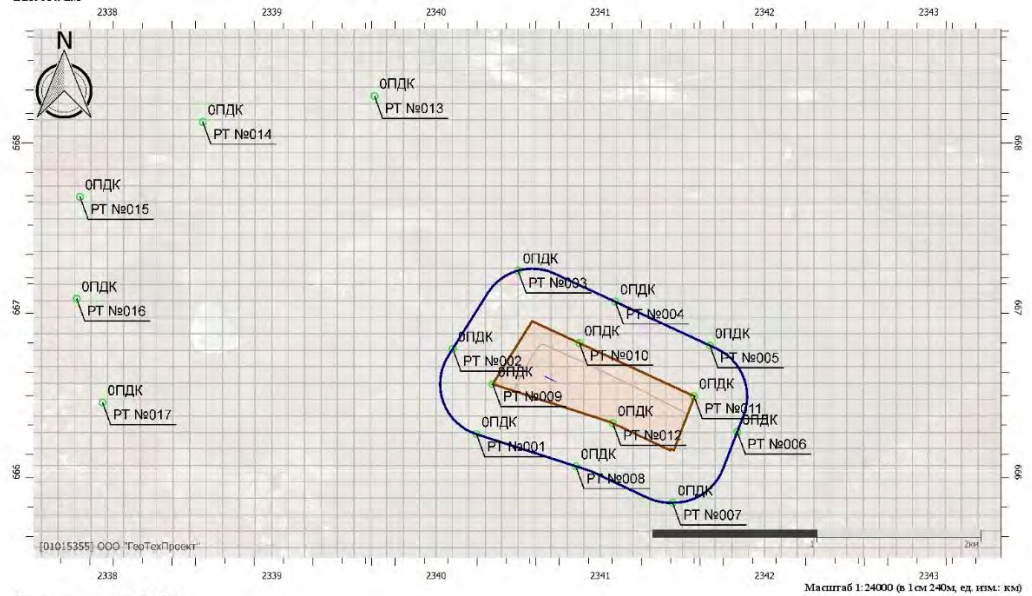 2338 2339 2340 2341 2342 2343
N
0ПДК
РТ №013
0ПДК
РТ №014
668 668
0ПДК
РТ №015
0ПДК
РТ №003
0ПДК
РТ №016
0ПДК
РТ №004
667 667
0ПДК
РТ №010
0ПДК
РТ №005
0ПДК
РТ №002
0ПДК
РТ №009
0ПДК
РТ №011
0ПДК
РТ №017
0ПДК
РТ №012
0ПДК
РТ №001
0ПДК
РТ №006
0ПДК
РТ №008
666 666
0ПДК
РТ №007
[01015355] ООО "ГеоТехПроект"
1 2км
2338 2339 2340 2341 2342 2343
Масштаб 1:24000 (в 1см 240м, ед. изм.: км)